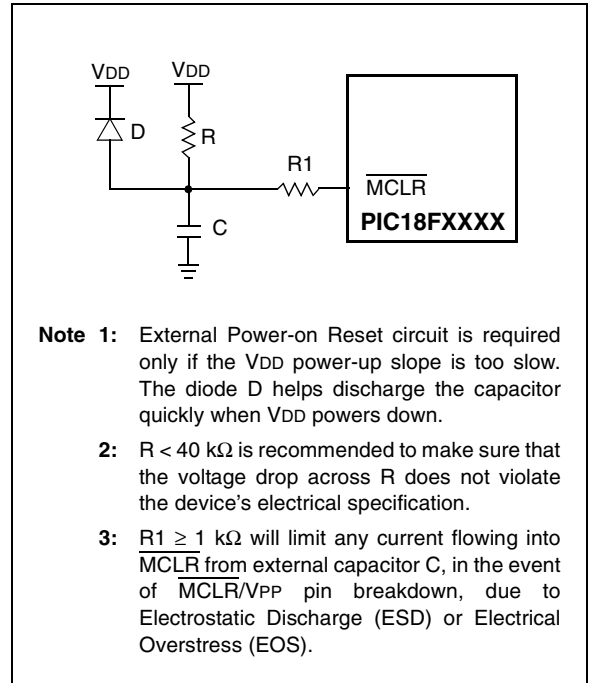 VDD VDD
D
R
R1
MCLR
PIC18FXXXX
C
Note 1: External Power-on Reset circuit is required
only if the VDD power-up slope is too slow.
The diode D helps discharge the capacitor
quickly when VDD powers down.
2: R < 40 kΩ is recommended to make sure that
the voltage drop across R does not violate
the device's electrical specification.
3: R1 ≥ 1 kΩ will limit any current flowing into
MCLR from external capacitor C, in the event
of MCLR/VPP pin breakdown, due to
Electrostatic Discharge (ESD) or Electrical
Overstress (EOS).